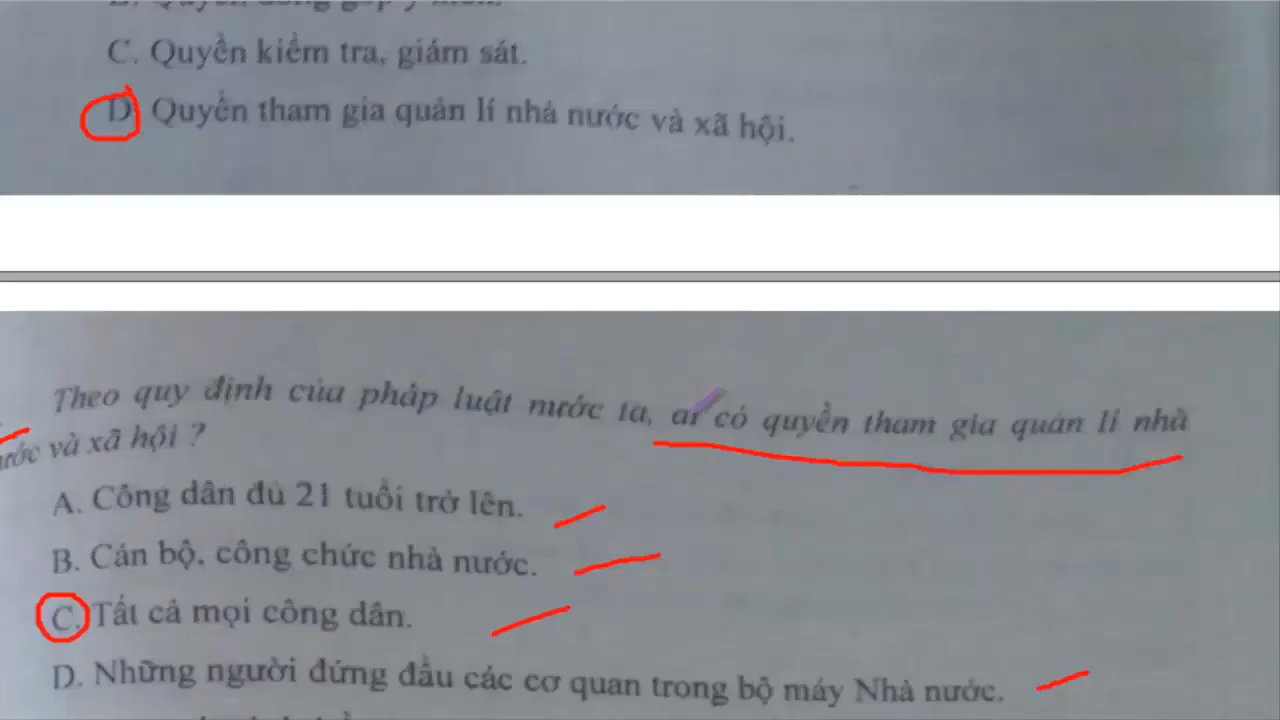 C. Quyền kiểm tra, giám sát.
D. Quyền tham gia quản lí nhà nước và xã hội.
Theo quy định của pháp luật nước ta, ai có quyền tham gia quản lí nhà
và xã hội ?
A. Công dân đủ 21 tuổi trở lên.
B. Cán bộ, công chức nhà nước.
C. Tất cả mọi công dân.
D. Những người đứng đầu các cơ quan trong bộ máy Nhà nước.